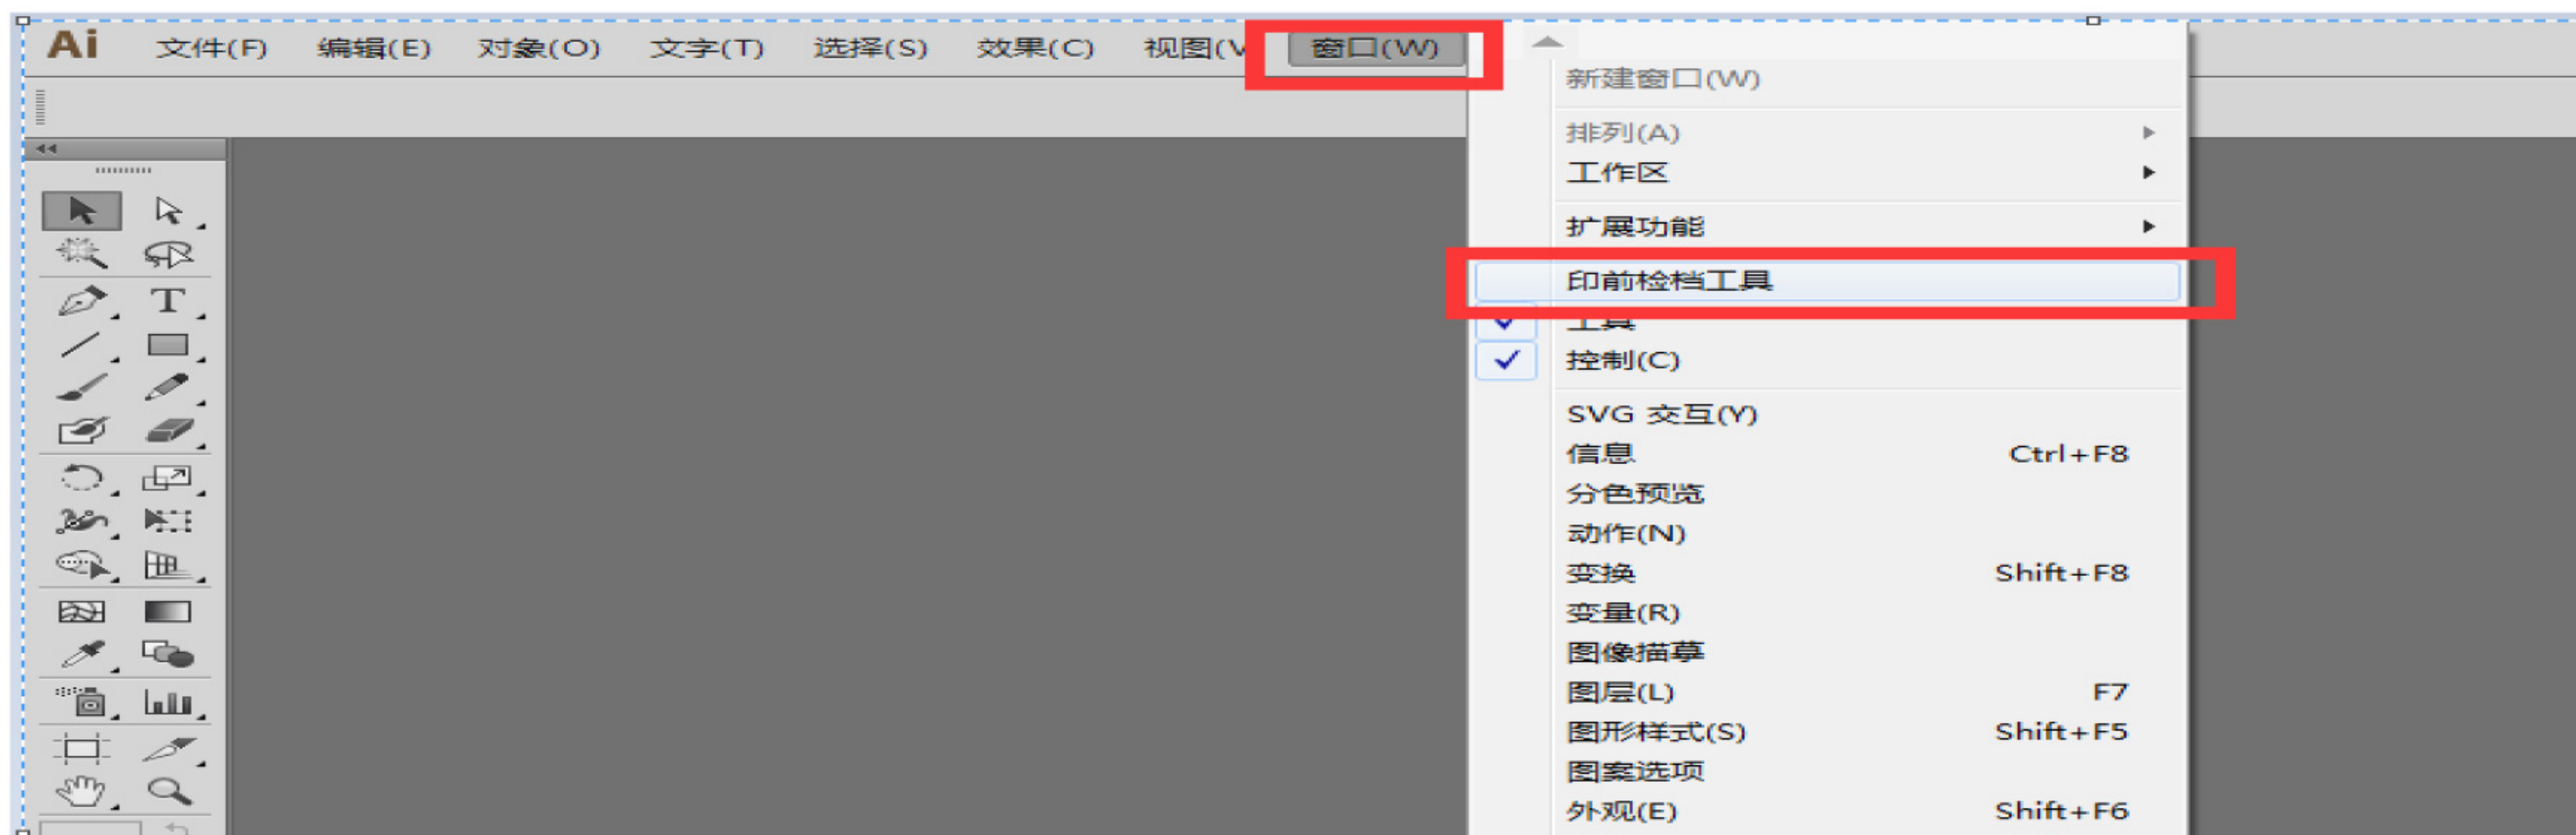 Ai 文件(F) 编辑(E) 对象(O) 文字(T) 选择(S) 效果(C) 视图(V 窗口(W)
新建窗口(W)
排列(A)
工作区
扩展功能
印前检档工具
工具
控制(C)
SVG 交互(Y)
信息 Ctrl+F8
分色预览
动作(N)
变换 Shift+F8
变量(R)
图像描摹
图层(L) F7
图形样式(S) Shift+F5
图案选项
外观(E) Shift+F6